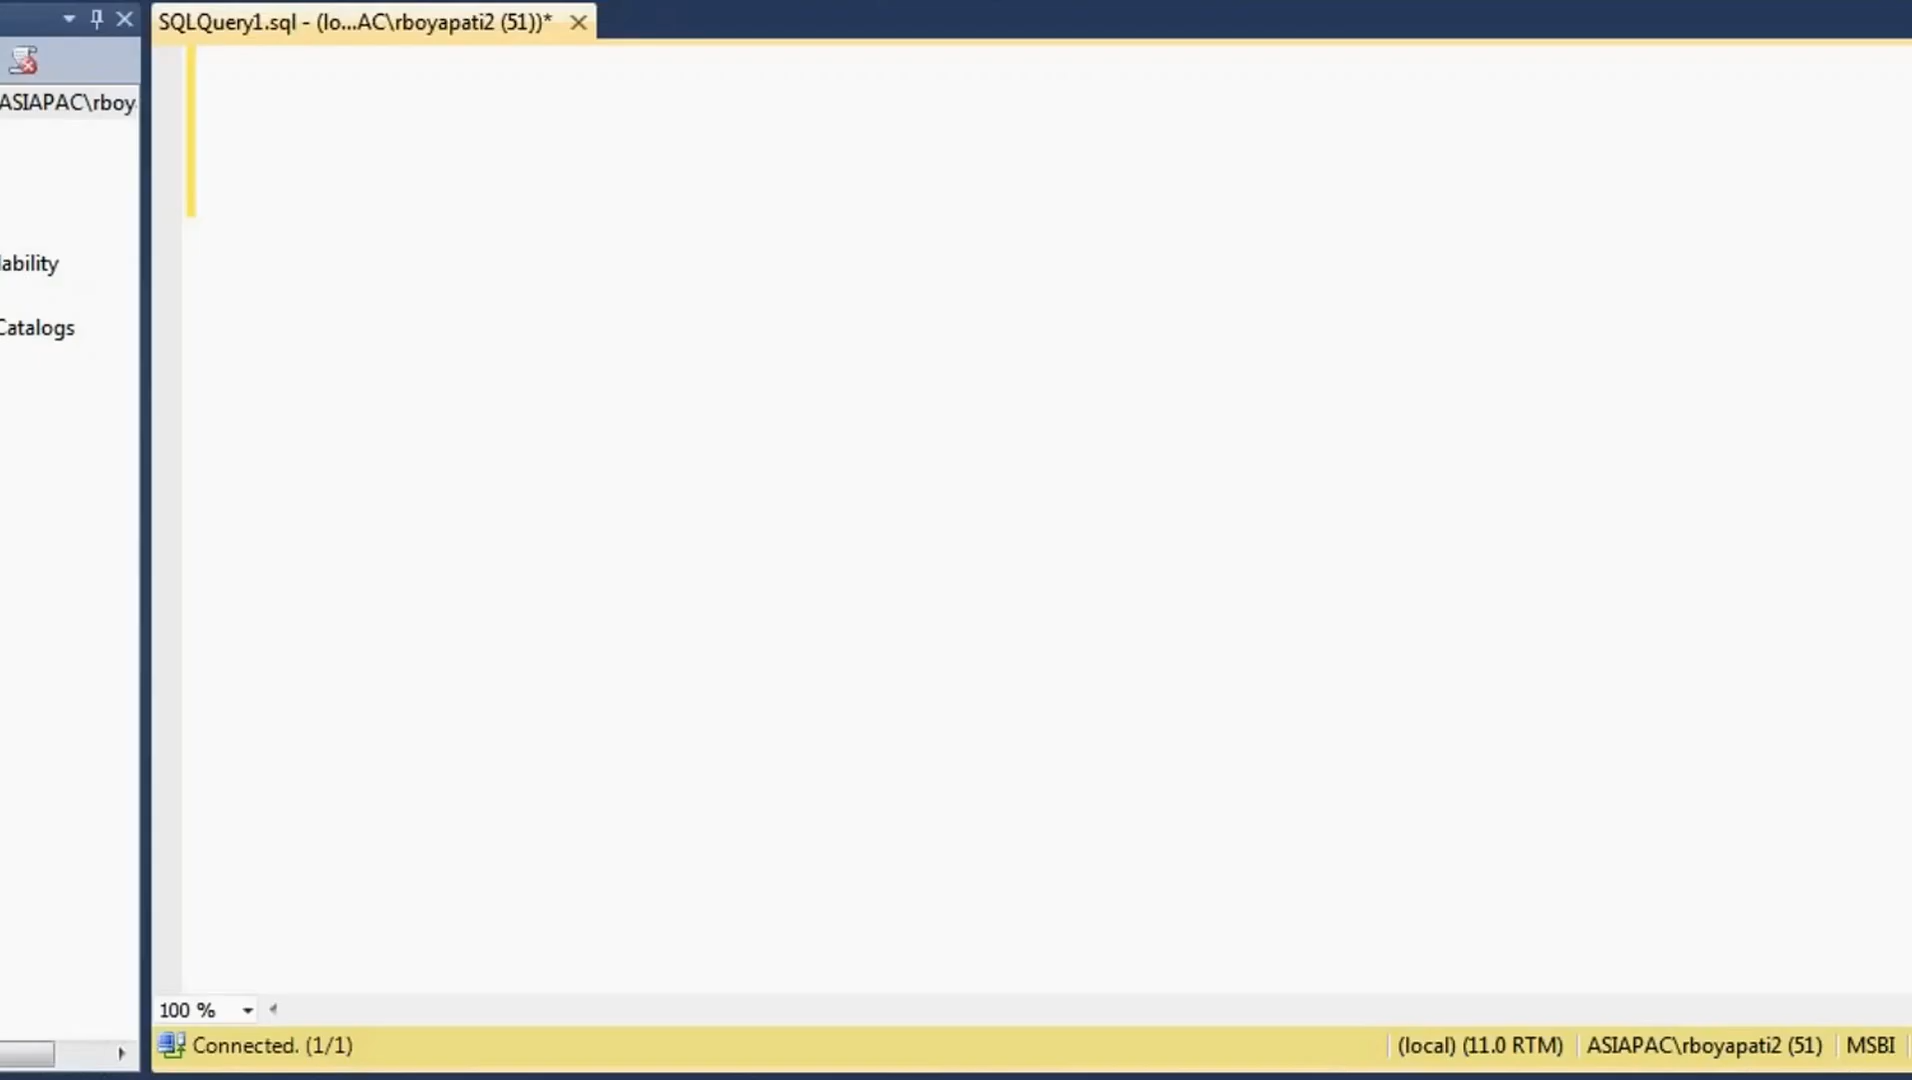 SQLQuery1.sql - (lo...AC\rboyapati2 (51))*
ASIAPAC\rboy
lability
Catalogs
100 %
Connected. (1/1)
(local) (11.0 RTM)
ASIAPAC\rboyapati2 (51)
MSBI